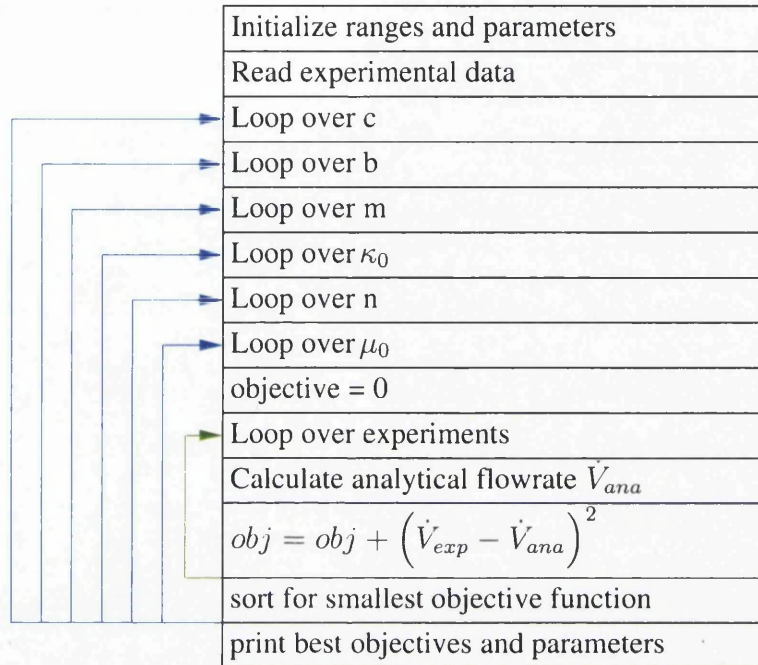 Initialize ranges and parameters
Read experimental data
Loop over c
Loop over b
Loop over m
Loop over κ₀
Loop over n
Loop over μ₀
objective = 0
Loop over experiments
Calculate analytical flowrate V̇_ana
obj = obj + (V̇_exp − V̇_ana)²
sort for smallest objective function
print best objectives and parameters